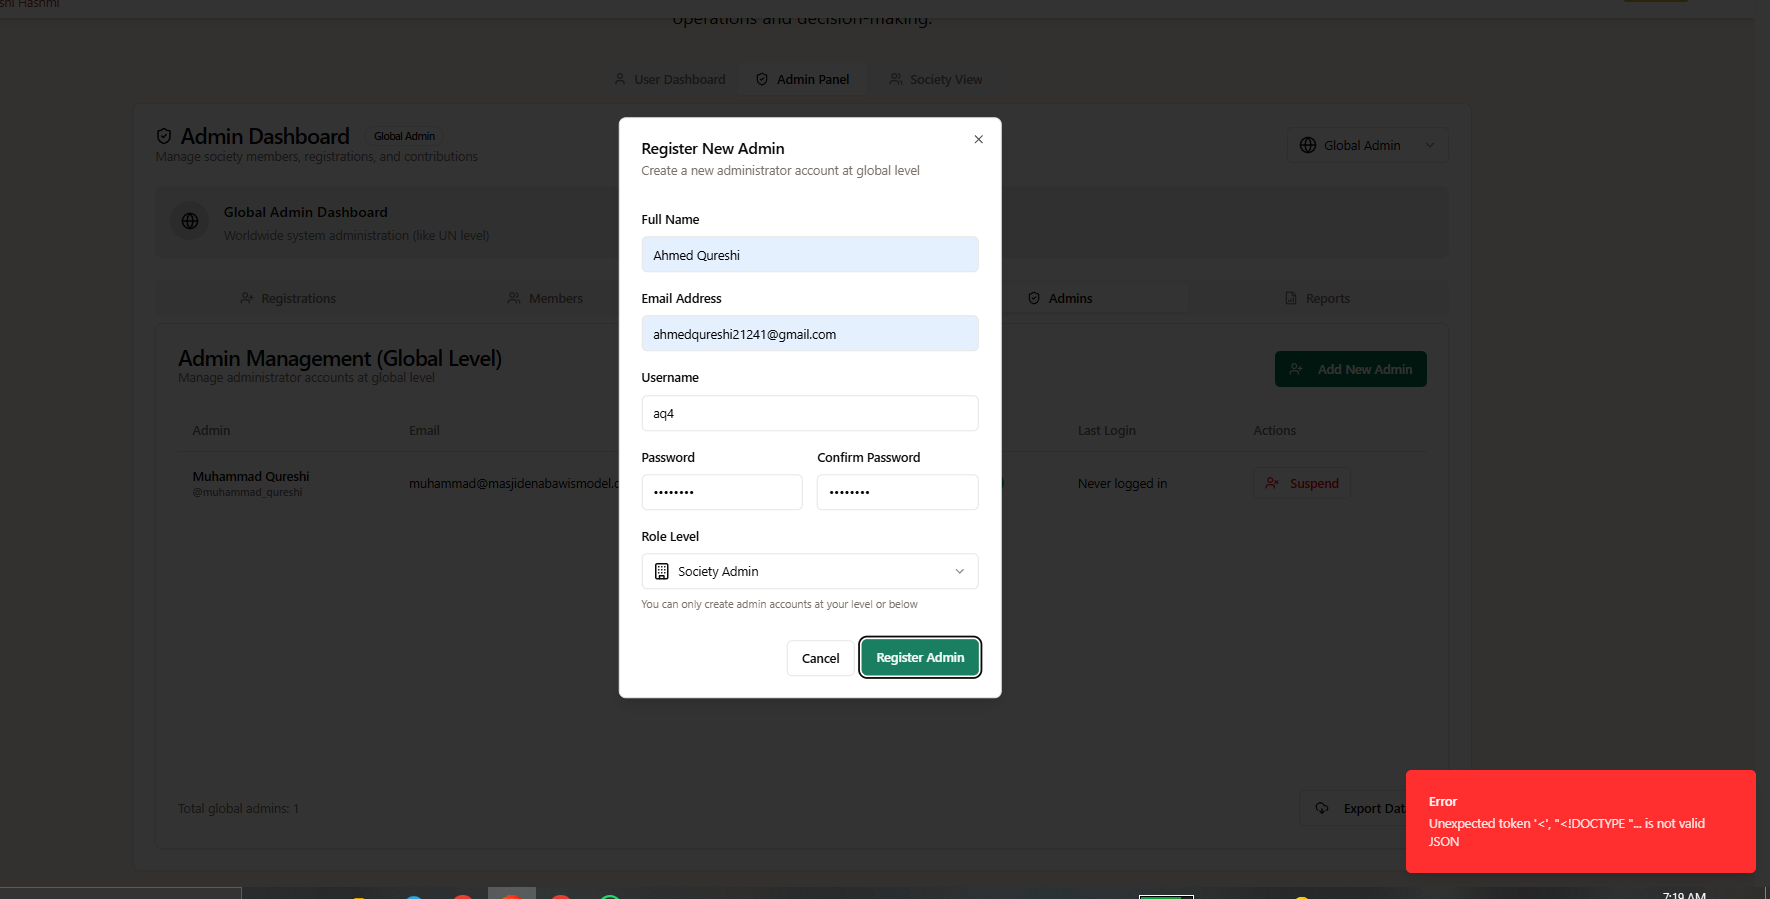 shi Hashmi
operations and decision-making.
User Dashboard
Admin Panel
Society View
Admin Dashboard
Global Admin
Manage society members, registrations, and contributions
Global Admin
Global Admin Dashboard
Worldwide system administration (like UN level)
Registrations
Members
Admins
Reports
Admin Management (Global Level)
Manage administrator accounts at global level
Add New Admin
Admin
Email
Last Login
Actions
Muhammad Qureshi
@muhammad_qureshi
muhammad@masjidenabawismodel.c
Never logged in
Suspend
Total global admins: 1
Export Dat
Register New Admin
Create a new administrator account at global level
Full Name
Ahmed Qureshi
Email Address
ahmedqureshi21241@gmail.com
Username
aq4
Password
Confirm Password
••••••••
••••••••
Role Level
Society Admin
You can only create admin accounts at your level or below
Cancel
Register Admin
Error
Unexpected token '<', "<!DOCTYPE "... is not valid
JSON
7:19 AM